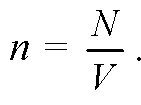 n = N/V.